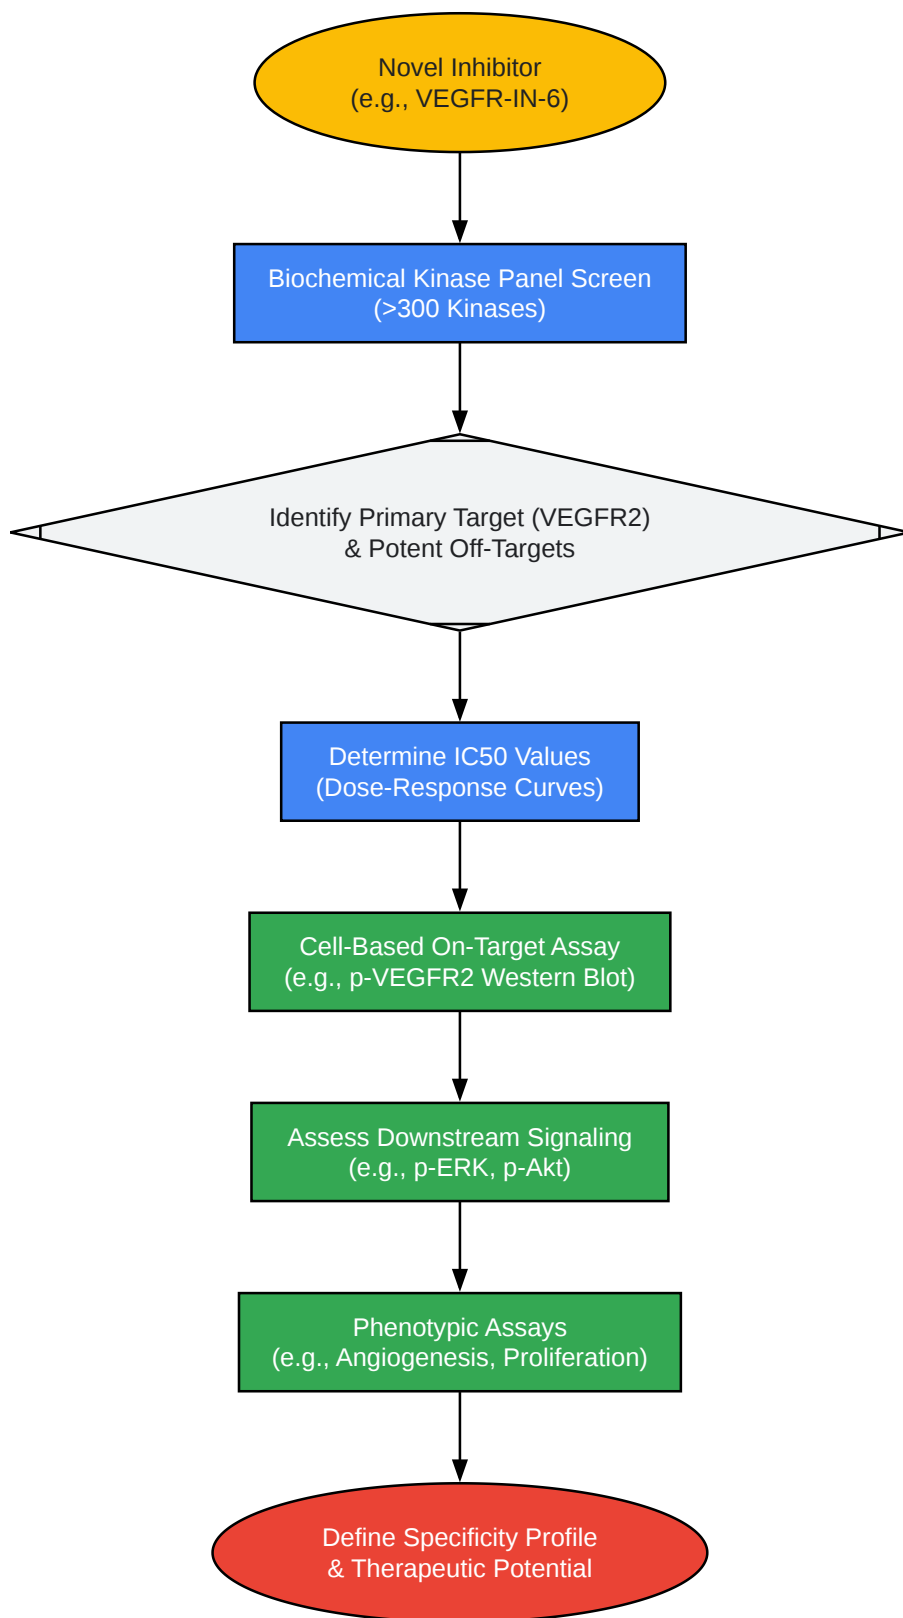 Novel Inhibitor
(e.g., VEGFR-IN-6)
Biochemical Kinase Panel Screen
(>300 Kinases)
Identify Primary Target (VEGFR2)
& Potent Off-Targets
Determine IC50 Values
(Dose-Response Curves)
Cell-Based On-Target Assay
(e.g., p-VEGFR2 Western Blot)
Assess Downstream Signaling
(e.g., p-ERK, p-Akt)
Phenotypic Assays
(e.g., Angiogenesis, Proliferation)
Define Specificity Profile
& Therapeutic Potential